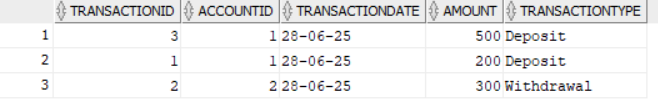 TRANSACTIONID ACCOUNTID TRANSACTIONDATE AMOUNT TRANSACTIONTYPE
1 3 1 28-06-25 500 Deposit
2 1 1 28-06-25 200 Deposit
3 2 2 28-06-25 300 Withdrawal